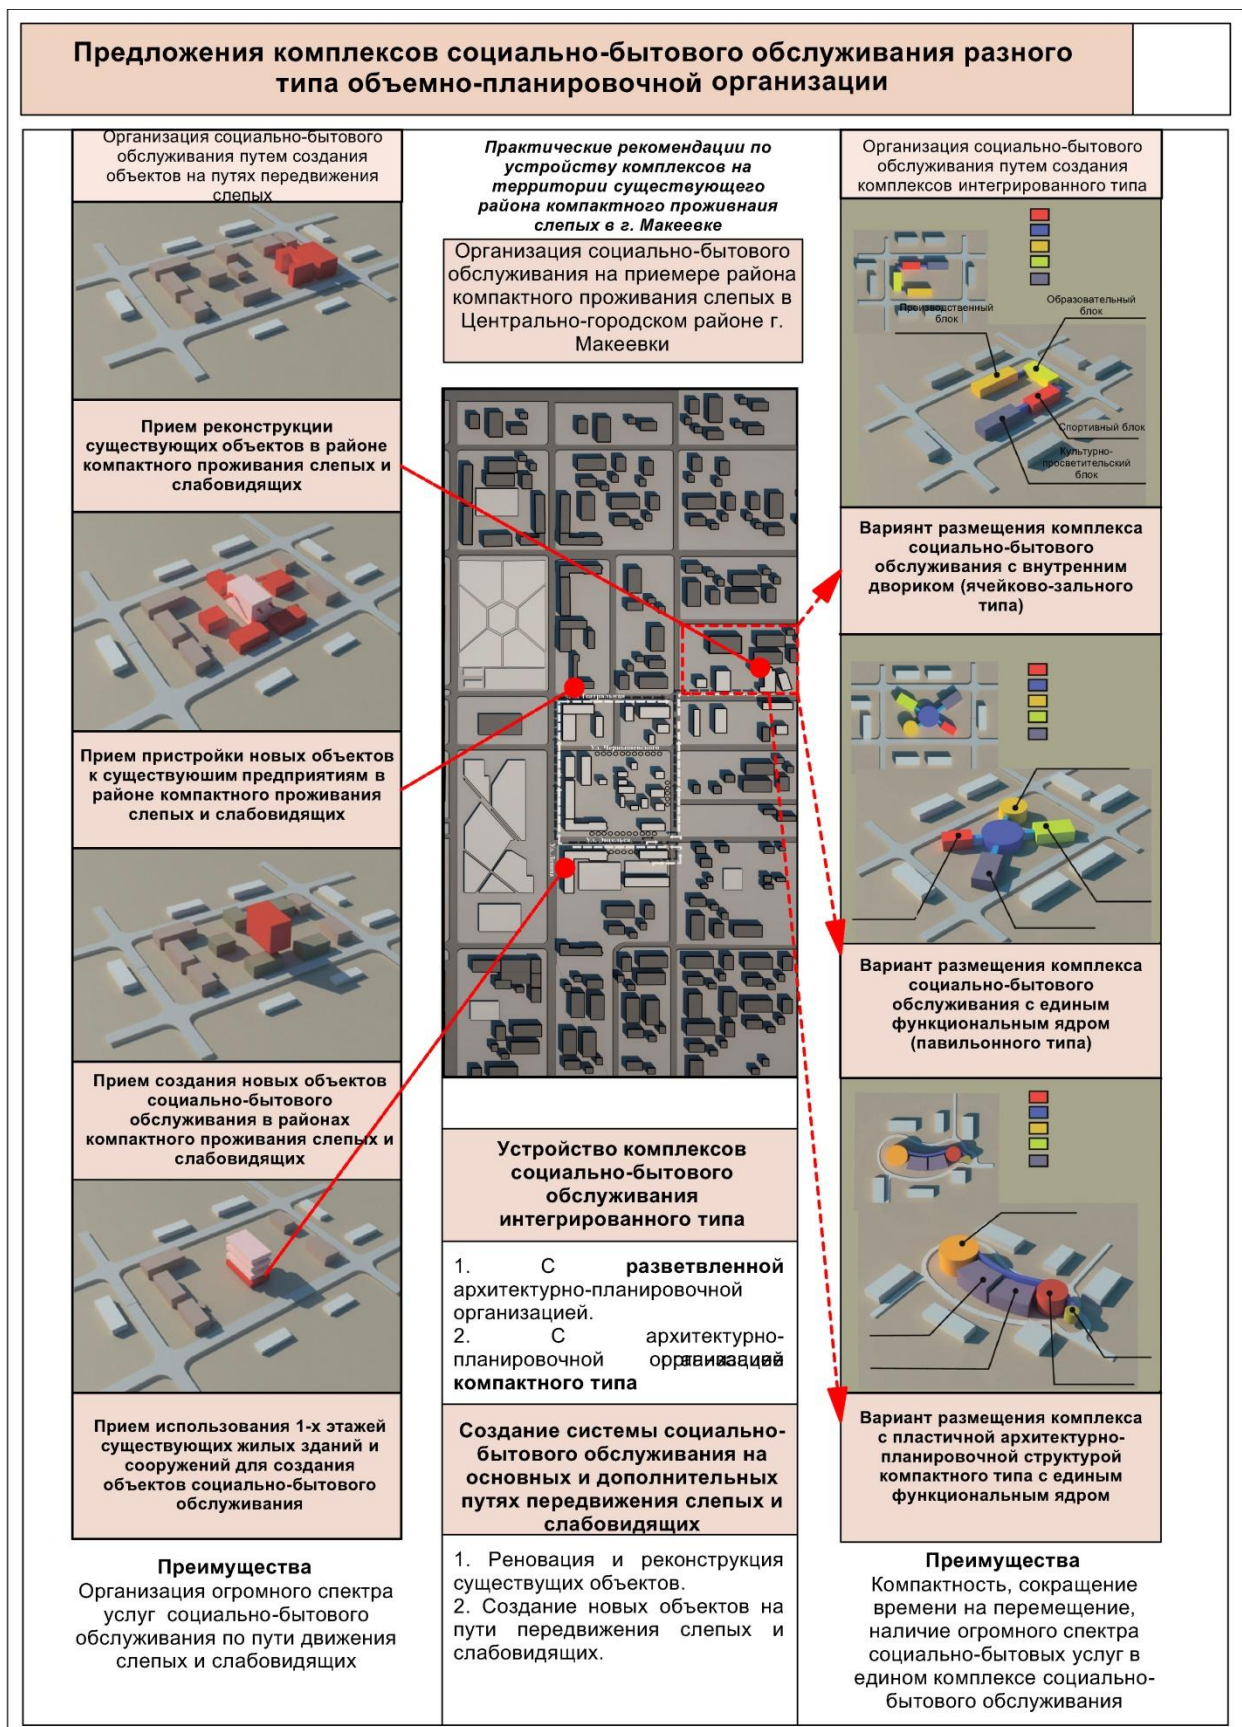 Предложения комплексов социально-бытового обслуживания разного
типа объемно-планировочной организации
Организация социально-бытового
обслуживания путем создания
объектов на путях передвижения
слепых
Прием реконструкции
существующих объектов в районе
компактного проживания слепых и
слабовидящих
Прием пристройки новых объектов
к существуюшим предприятиям в
районе компактного проживания
слепых и слабовидящих
Прием создания новых объектов
социально-бытового
обслуживания в районах
компактного проживания слепых и
слабовидящих
Прием использования 1-х этажей
существующих жилых зданий и
сооружений для создания
объектов социально-бытового
обслуживания
Преимущества
Организация огромного спектра
услуг социально-бытового
обслуживания по пути движения
слепых и слабовидящих
Практические рекомендации по
устройству комплексов на
территории существующего
района компактного проживнаия
слепых в г. Макеевке
Организация социально-бытового
обслуживания на приемере района
компактного проживания слепых в
Центрально-городском районе г.
Макеевки
Театральная
Ул. Чернышевского
Ул. Ленина
Устройство комплексов
социально-бытового
обслуживания
интегрированного типа
1. С разветвленной
архитектурно-планировочной
организацией.
2. С архитектурно-
планировочной организацией
компактного типа
Создание системы социально-
бытового обслуживания на
основных и дополнительных
путях передвижения слепых и
слабовидящих
1. Реновация и реконструкция
существущих объектов.
2. Создание новых объектов на
пути передвижения слепых и
слабовидящих.
Организация социально-бытового
обслуживания путем создания
комплексов интегрированного типа
Производственный
блок
Образовательный
блок
Спортивный блок
Культурно-
просветительский
блок
Вариянт размещения комплекса
социально-бытового
обслуживания с внутренним
двориком (ячейково-зального
типа)
Вариант размещения комплекса
социально-бытового
обслуживания с единым
функциональным ядром
(павильонного типа)
Вариант размещения комплекса
с пластичной архитектурно-
планировочной структурой
компактного типа с единым
функциональным ядром
Преимущества
Компактность, сокращение
времени на перемещение,
наличие огромного спектра
социально-бытовых услуг в
едином комплексе социально-
бытового обслуживания